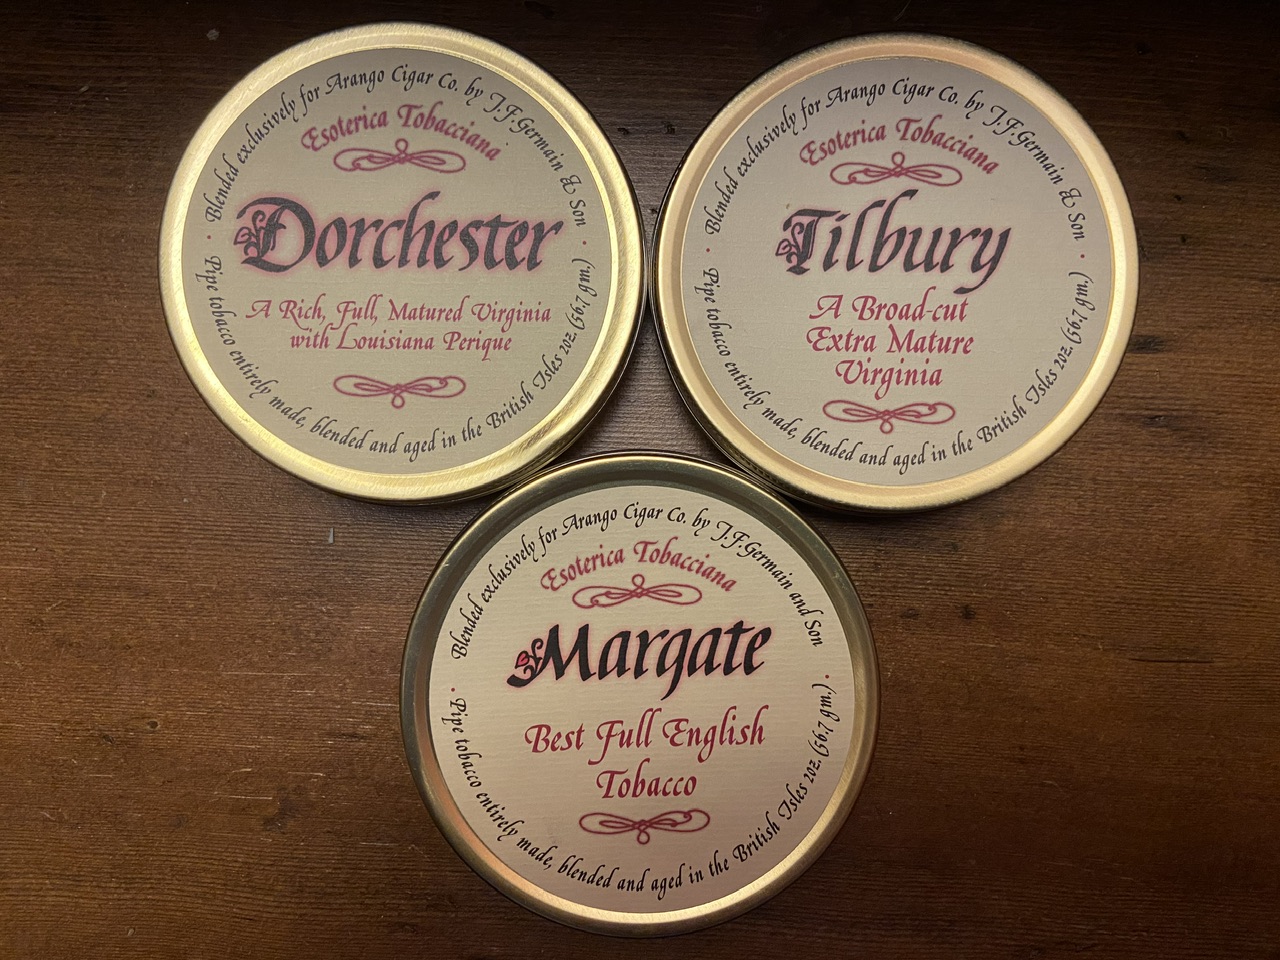 Blended exclusively for Arango Cigar Co. by J.F.Germain & Son
Esoterica Tobacciana
Dorchester
A Rich, Full, Matured Virginia
with Louisiana Perique
Pipe tobacco entirely made, blended and aged in the British Isles 2oz. (56.7 gm.)
Blended exclusively for Arango Cigar Co. by J.F.Germain & Son
Esoterica Tobacciana
Tilbury
A Broad-cut
Extra Mature
Virginia
Pipe tobacco entirely made, blended and aged in the British Isles 2oz. (56.7 gm.)
Blended exclusively for Arango Cigar Co. by J.F.Germain and Son
Esoterica Tobacciana
Margate
Best Full English
Tobacco
Pipe tobacco entirely made, blended and aged in the British Isles 2oz. (56.7 gm.)